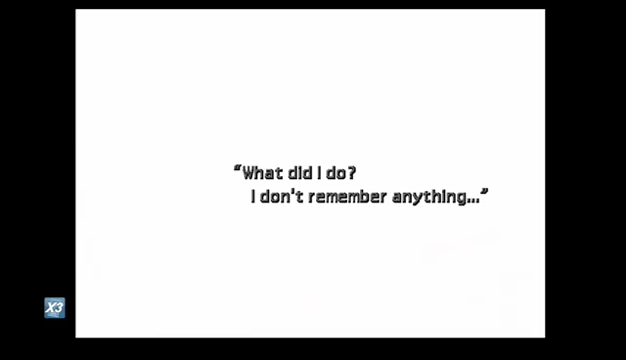 “What did I do?
I don't remember anything...”
X3